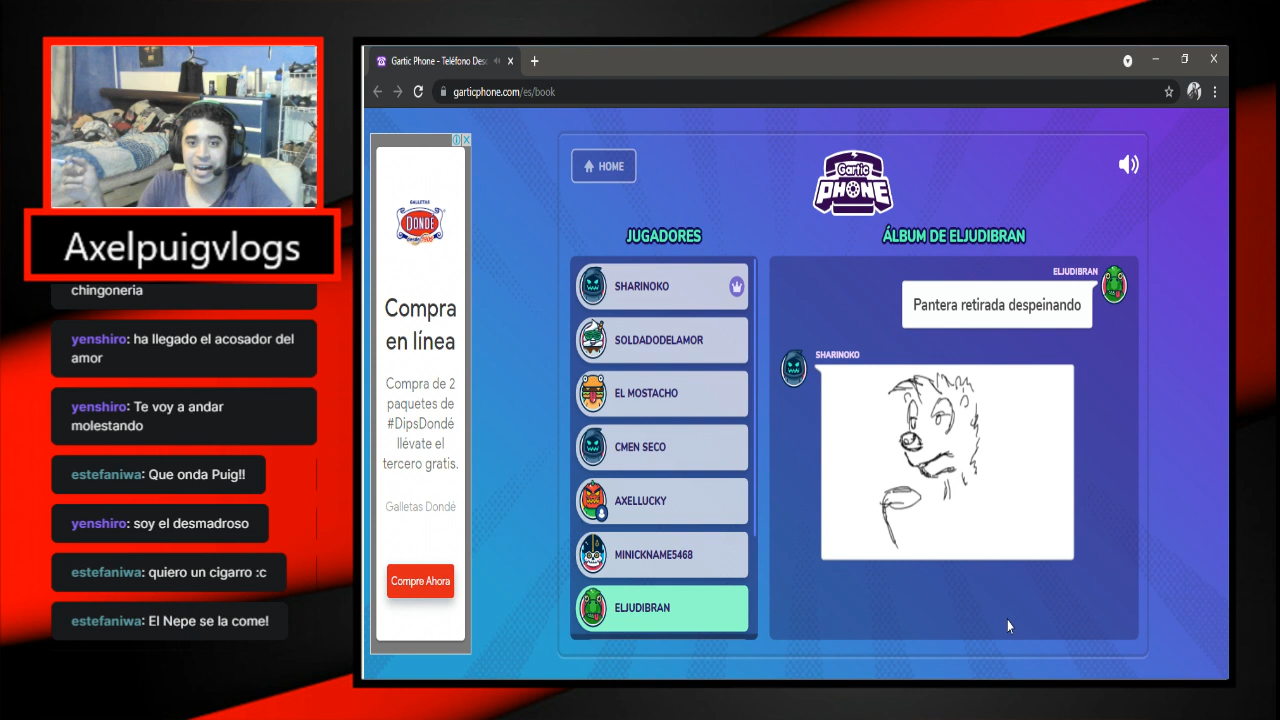 Axelpuigvlogs
chingoneria
yenshiro: ha llegado el acosador del
amor
yenshiro: Te voy a andar
molestando
estefaniwa: Que onda Puig!!
yenshiro: soy el desmadroso
estefaniwa: quiero un cigarro :c
estefaniwa: El Nepe se la come!
Gartic Phone - Teléfono Des
garticphone.com/es/book
GALLETAS
DONDÉ
Compra
en línea
Compra de 2
paquetes de
#DipsDondé
llévate el
tercero gratis.
Galletas Dondé
Compre Ahora
HOME
Gartic
PHONE
JUGADORES
SHARINOKO
SOLDADODELAMOR
EL MOSTACHO
CMEN SECO
AXELLUCKY
MINICKNAME5468
ELJUDIBRAN
ÁLBUM DE ELJUDIBRAN
ELJUDIBRAN
Pantera retirada despeinando
SHARINOKO